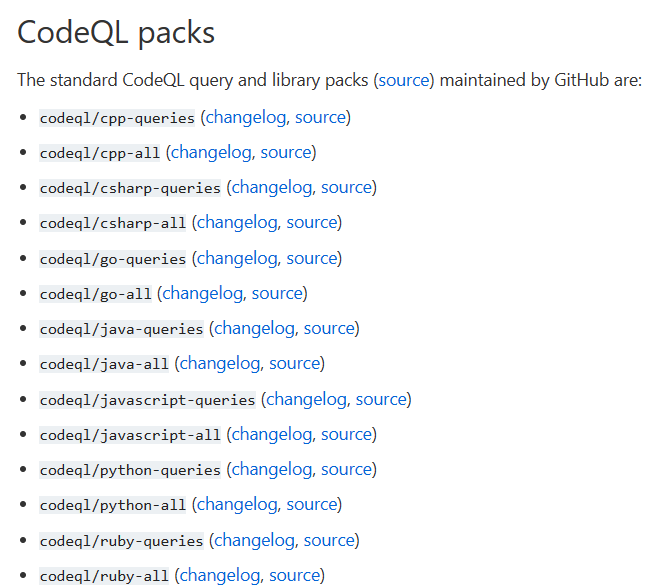 CodeQL packs
The standard CodeQL query and library packs (source) maintained by GitHub are:
• codeql/cpp-queries (changelog, source)
• codeql/cpp-all (changelog, source)
• codeql/csharp-queries (changelog, source)
• codeql/csharp-all (changelog, source)
• codeql/go-queries (changelog, source)
• codeql/go-all (changelog, source)
• codeql/java-queries (changelog, source)
• codeql/java-all (changelog, source)
• codeql/javascript-queries (changelog, source)
• codeql/javascript-all (changelog, source)
• codeql/python-queries (changelog, source)
• codeql/python-all (changelog, source)
• codeql/ruby-queries (changelog, source)
• codeql/ruby-all (changelog, source)